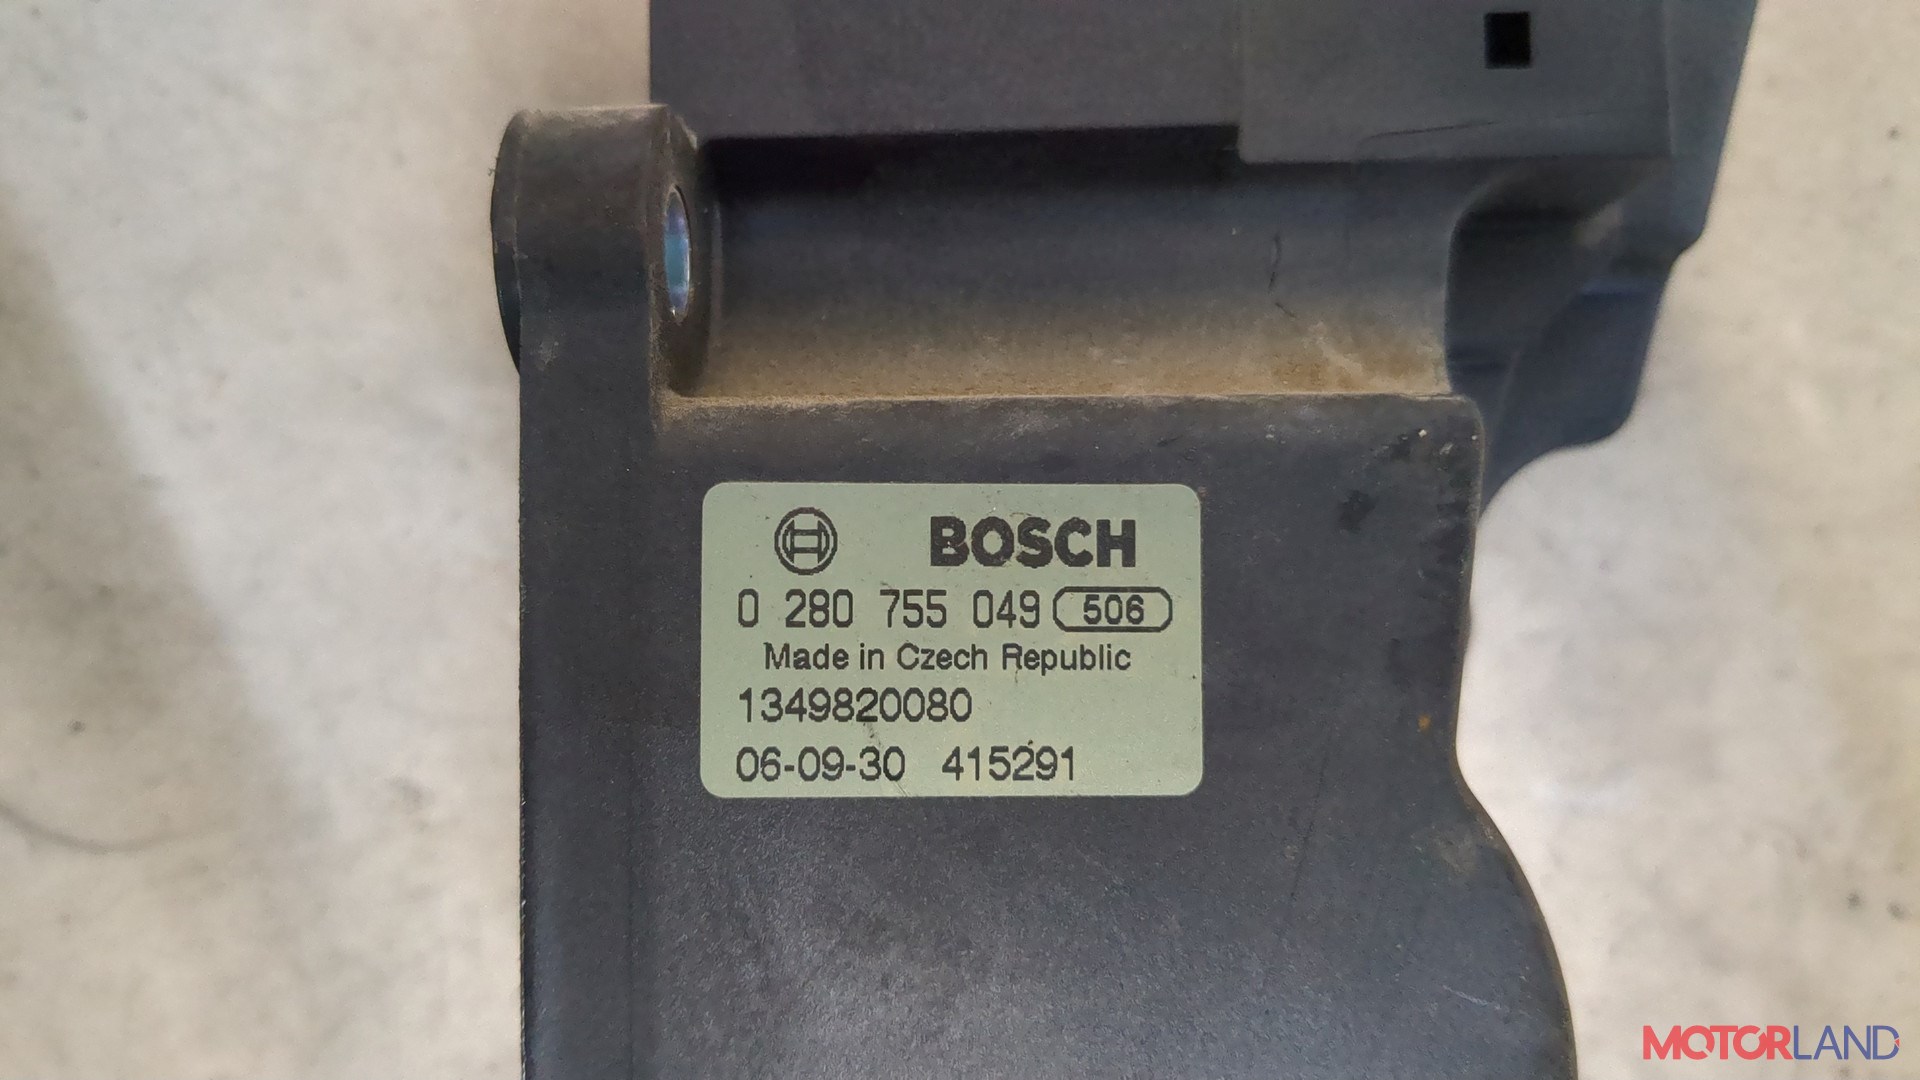 BOSCH
0 280 755 049 506
Made in Czech Republic
1349820080
06-09-30 415291
MOTORLAND